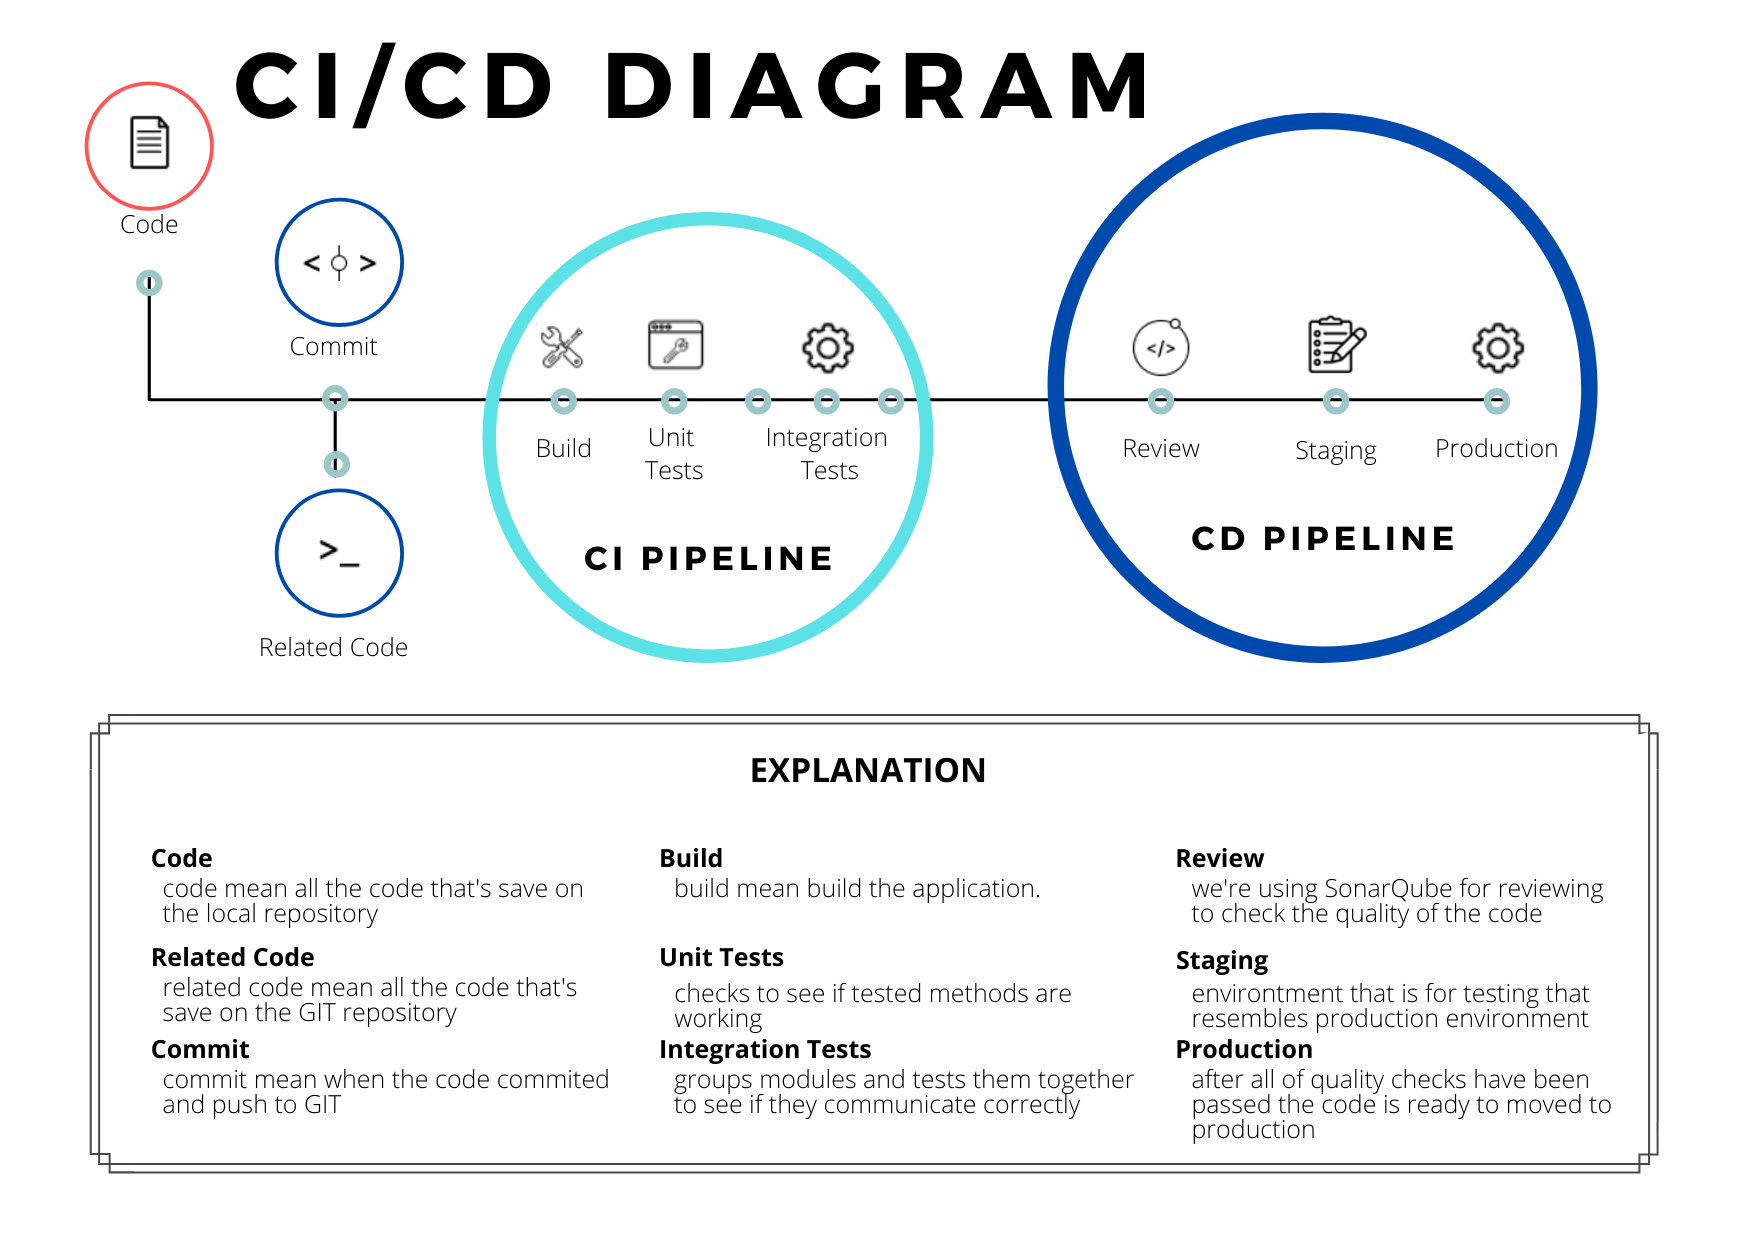 CI/CD DIAGRAM
Code
< >
Commit
>_
Related Code
Build
Unit
Tests
Integration
Tests
CI PIPELINE
</>
Review
Staging
Production
CD PIPELINE
EXPLANATION
Code
code mean all the code that's save on
the local repository
Related Code
related code mean all the code that's
save on the GIT repository
Commit
commit mean when the code commited
and push to GIT
Build
build mean build the application.
Unit Tests
checks to see if tested methods are
working
Integration Tests
groups modules and tests them together
to see if they communicate correctly
Review
we're using SonarQube for reviewing
to check the quality of the code
Staging
environtment that is for testing that
resembles production environment
Production
after all of quality checks have been
passed the code is ready to moved to
production